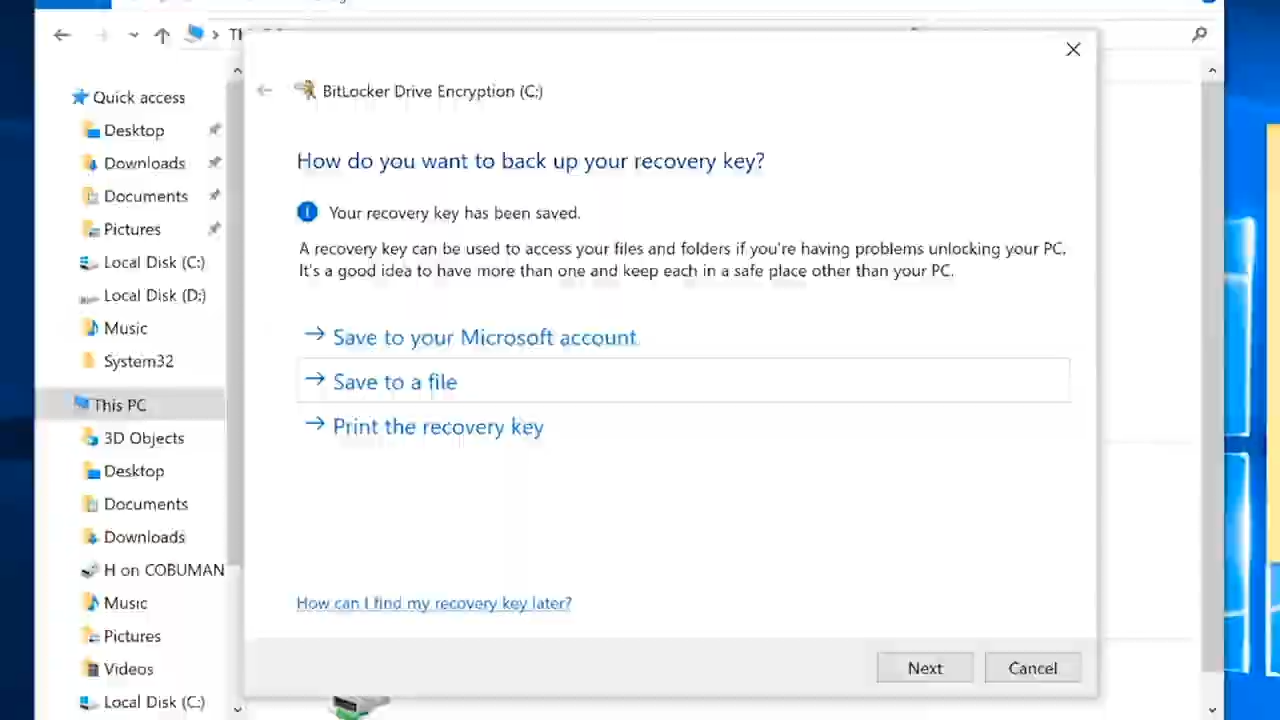 Quick access
Desktop
Downloads
Documents
Pictures
Local Disk (C:)
Local Disk (D:)
Music
System32
This PC
3D Objects
Desktop
Documents
Downloads
H on COBUMAN
Music
Pictures
Videos
Local Disk (C:)
BitLocker Drive Encryption (C:)
How do you want to back up your recovery key?
Your recovery key has been saved.
A recovery key can be used to access your files and folders if you're having problems unlocking your PC.
It's a good idea to have more than one and keep each in a safe place other than your PC.
Save to your Microsoft account
Save to a file
Print the recovery key
How can I find my recovery key later?
Next
Cancel